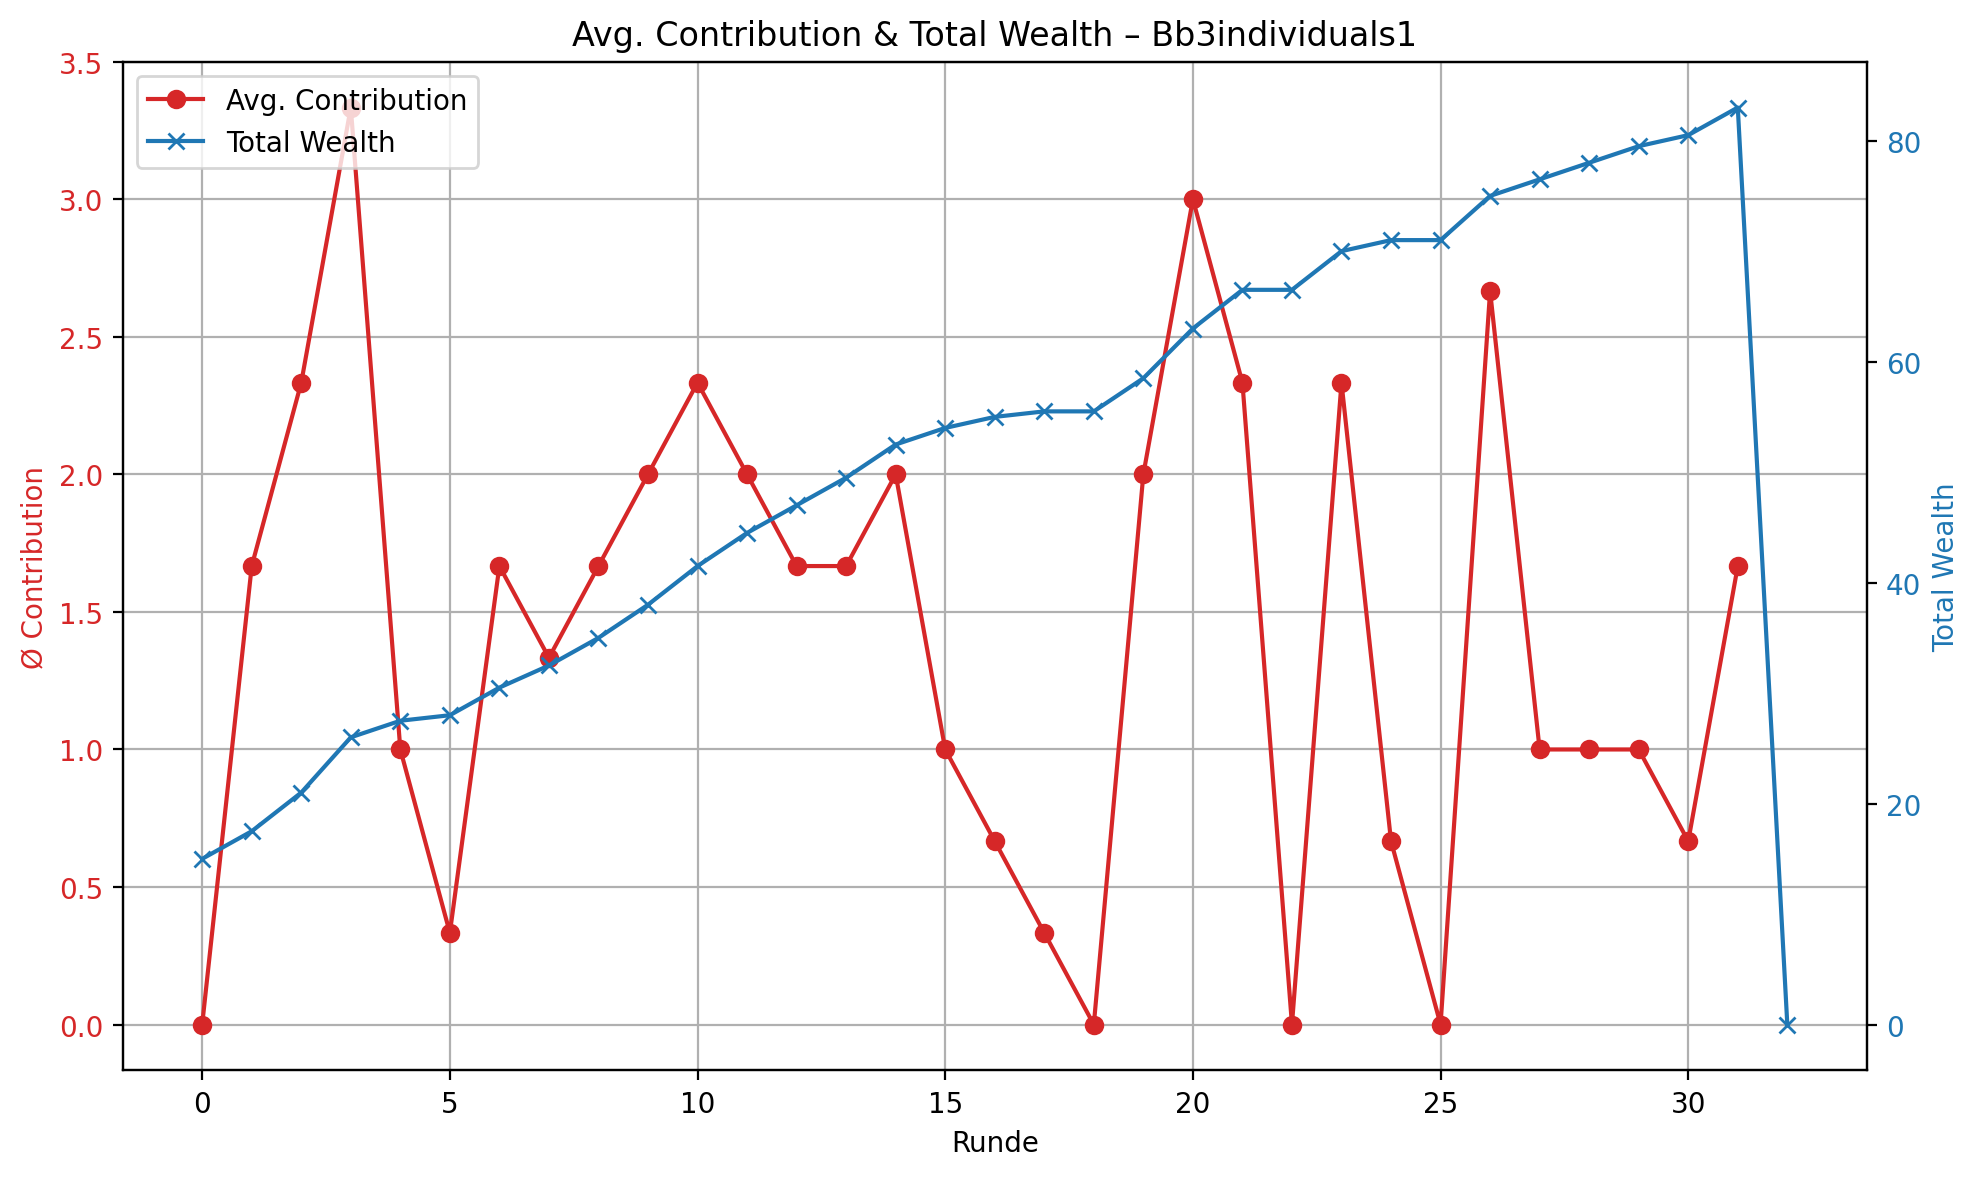 Avg. Contribution & Total Wealth – Bb3individuals1
Avg. Contribution
Total Wealth
3.5
3.0
2.5
2.0
1.5
1.0
0.5
0.0
Ø Contribution
80
60
40
20
0
Total Wealth
0 5 10 15 20 25 30
Runde